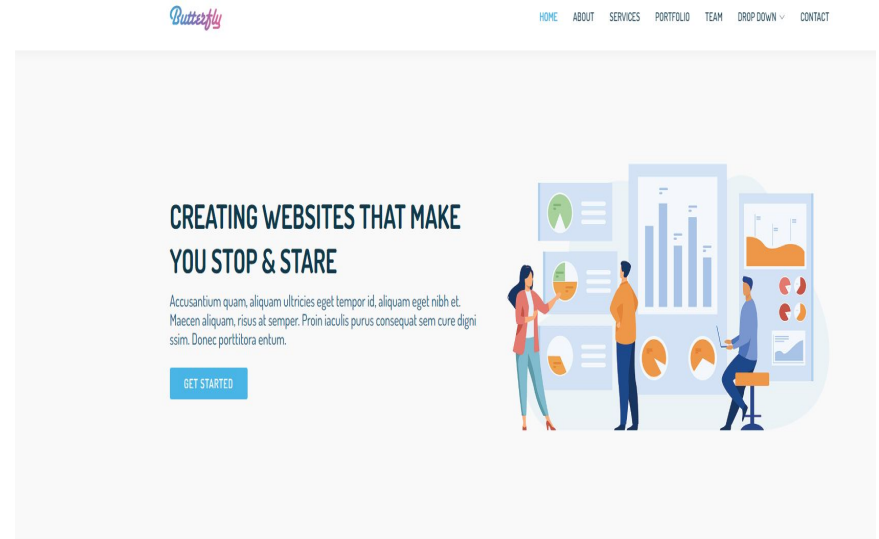 Butterfly
HOME ABOUT SERVICES PORTFOLIO TEAM DROP DOWN CONTACT
CREATING WEBSITES THAT MAKE
YOU STOP & STARE
Accusantium quam, aliquam ultricies eget tempor id, aliquam eget nibh et.
Maecen aliquam, risus at semper. Proin iaculis purus consequat sem cure digni
ssim. Donec porttitora entum.
GET STARTED